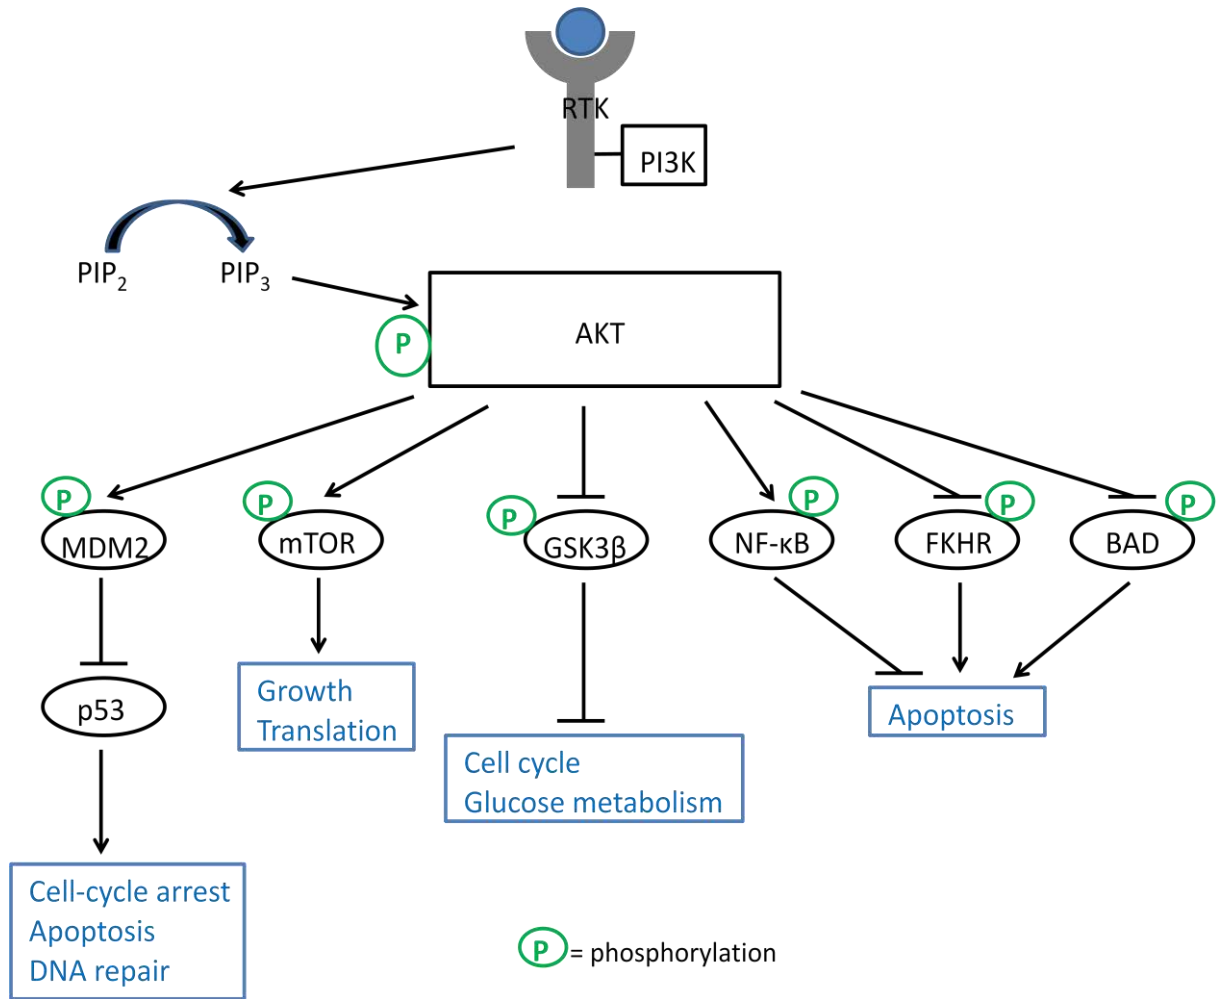 RTK
PI3K
PIP2
PIP3
AKT
P
P
P
P
P
P
P
MDM2
mTOR
GSK3β
NF-κB
FKHR
BAD
p53
Growth
Translation
Apoptosis
Cell cycle
Glucose metabolism
Cell-cycle arrest
Apoptosis
DNA repair
P = phosphorylation